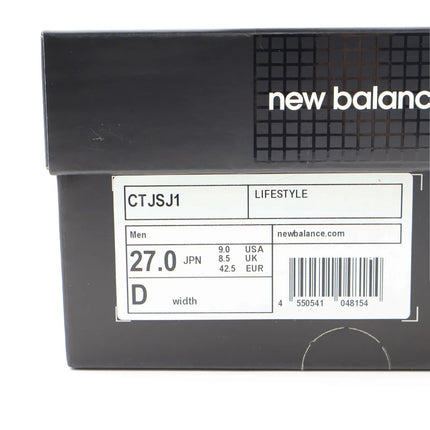 new balanc
CTJSJ1
LIFESTYLE
Men
newbalance.com
27.0 JPN
9.0 USA
8.5 UK
42.5 EUR
D width
4 550541 048154